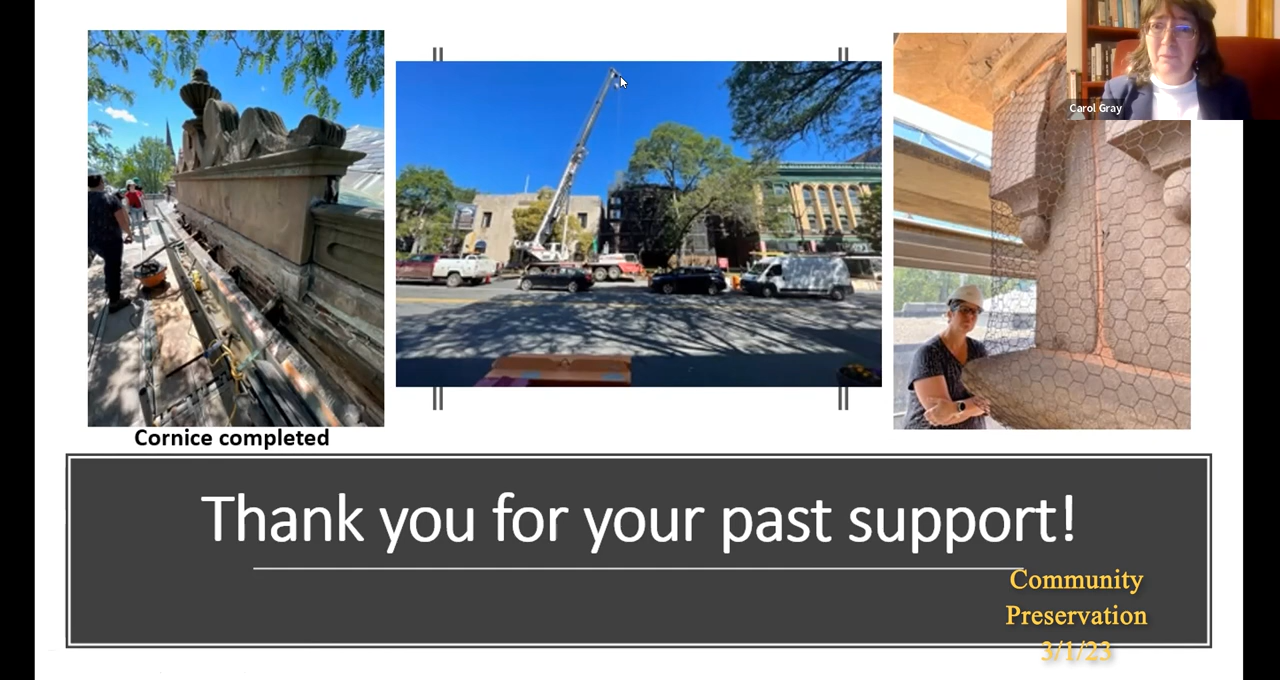 Carol Gray
Cornice completed
Thank you for your past support!
Community
Preservation
3/1/23